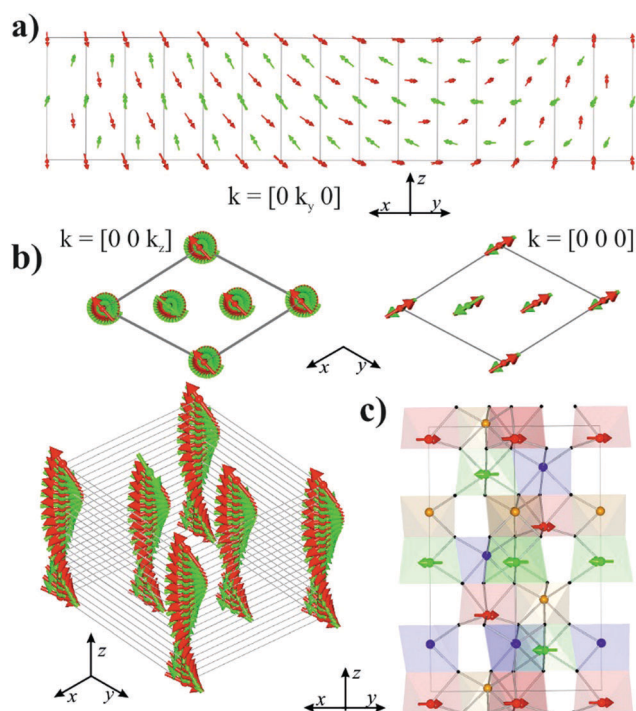 a)
z
k = [0 k_y 0]
x y
b)
k = [0 0 k_z]
k = [0 0 0]
x y
x y
c)
z
x y
z
x y